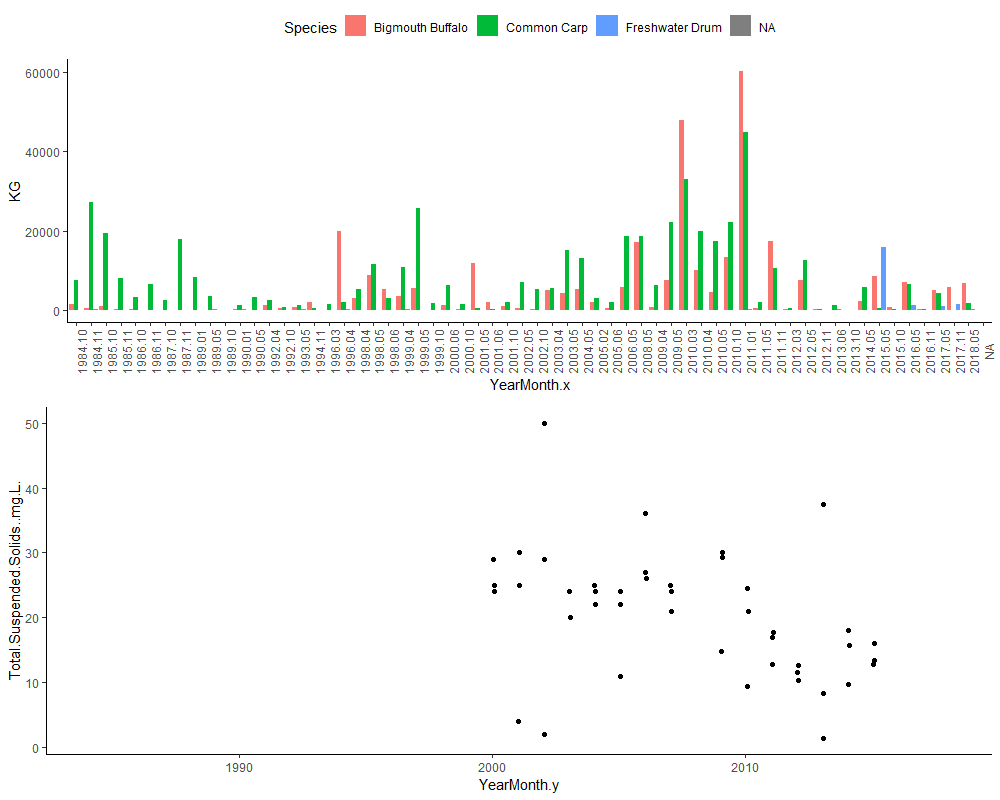 Species Bigmouth Buffalo Common Carp Freshwater Drum NA
60000
40000
20000
0
KG
1984.10 1984.11 1985.10 1985.11 1986.10 1986.11 1987.10 1987.11 1988.11 1989.01 1989.05 1989.10 1990.01 1990.05 1992.04 1992.10 1993.11 1994.11 1996.03 1996.04 1998.04 1998.05 1998.06 1999.05 1999.10 2000.06 2000.10 2001.05 2001.06 2001.10 2002.05 2002.10 2003.04 2003.05 2004.05 2005.02 2005.06 2008.05 2009.04 2009.05 2010.03 2010.04 2010.05 2010.10 2011.01 2011.05 2011.11 2012.03 2012.05 2012.11 2013.06 2013.10 2014.05 2015.05 2015.10 2016.05 2016.11 2017.05 2017.11 2018.05 NA
YearMonth.x
50
40
30
20
10
0
Total.Suspended.Solids..mg.L.
1990 2000 2010
YearMonth.y